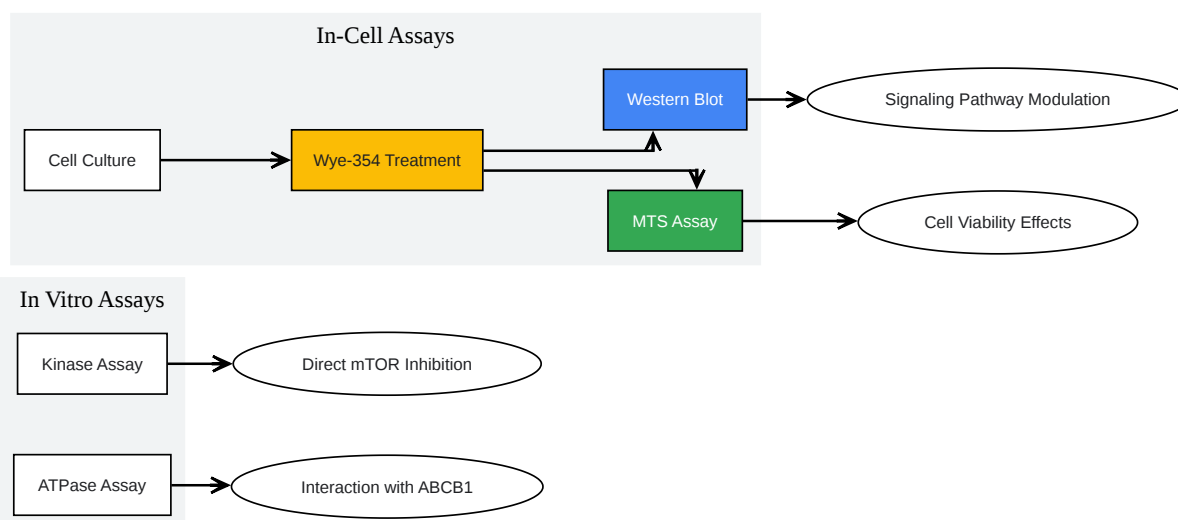 In-Cell Assays
Western Blot
Signaling Pathway Modulation
Cell Culture
Wye-354 Treatment
MTS Assay
Cell Viability Effects
In Vitro Assays
Kinase Assay
Direct mTOR Inhibition
ATPase Assay
Interaction with ABCB1